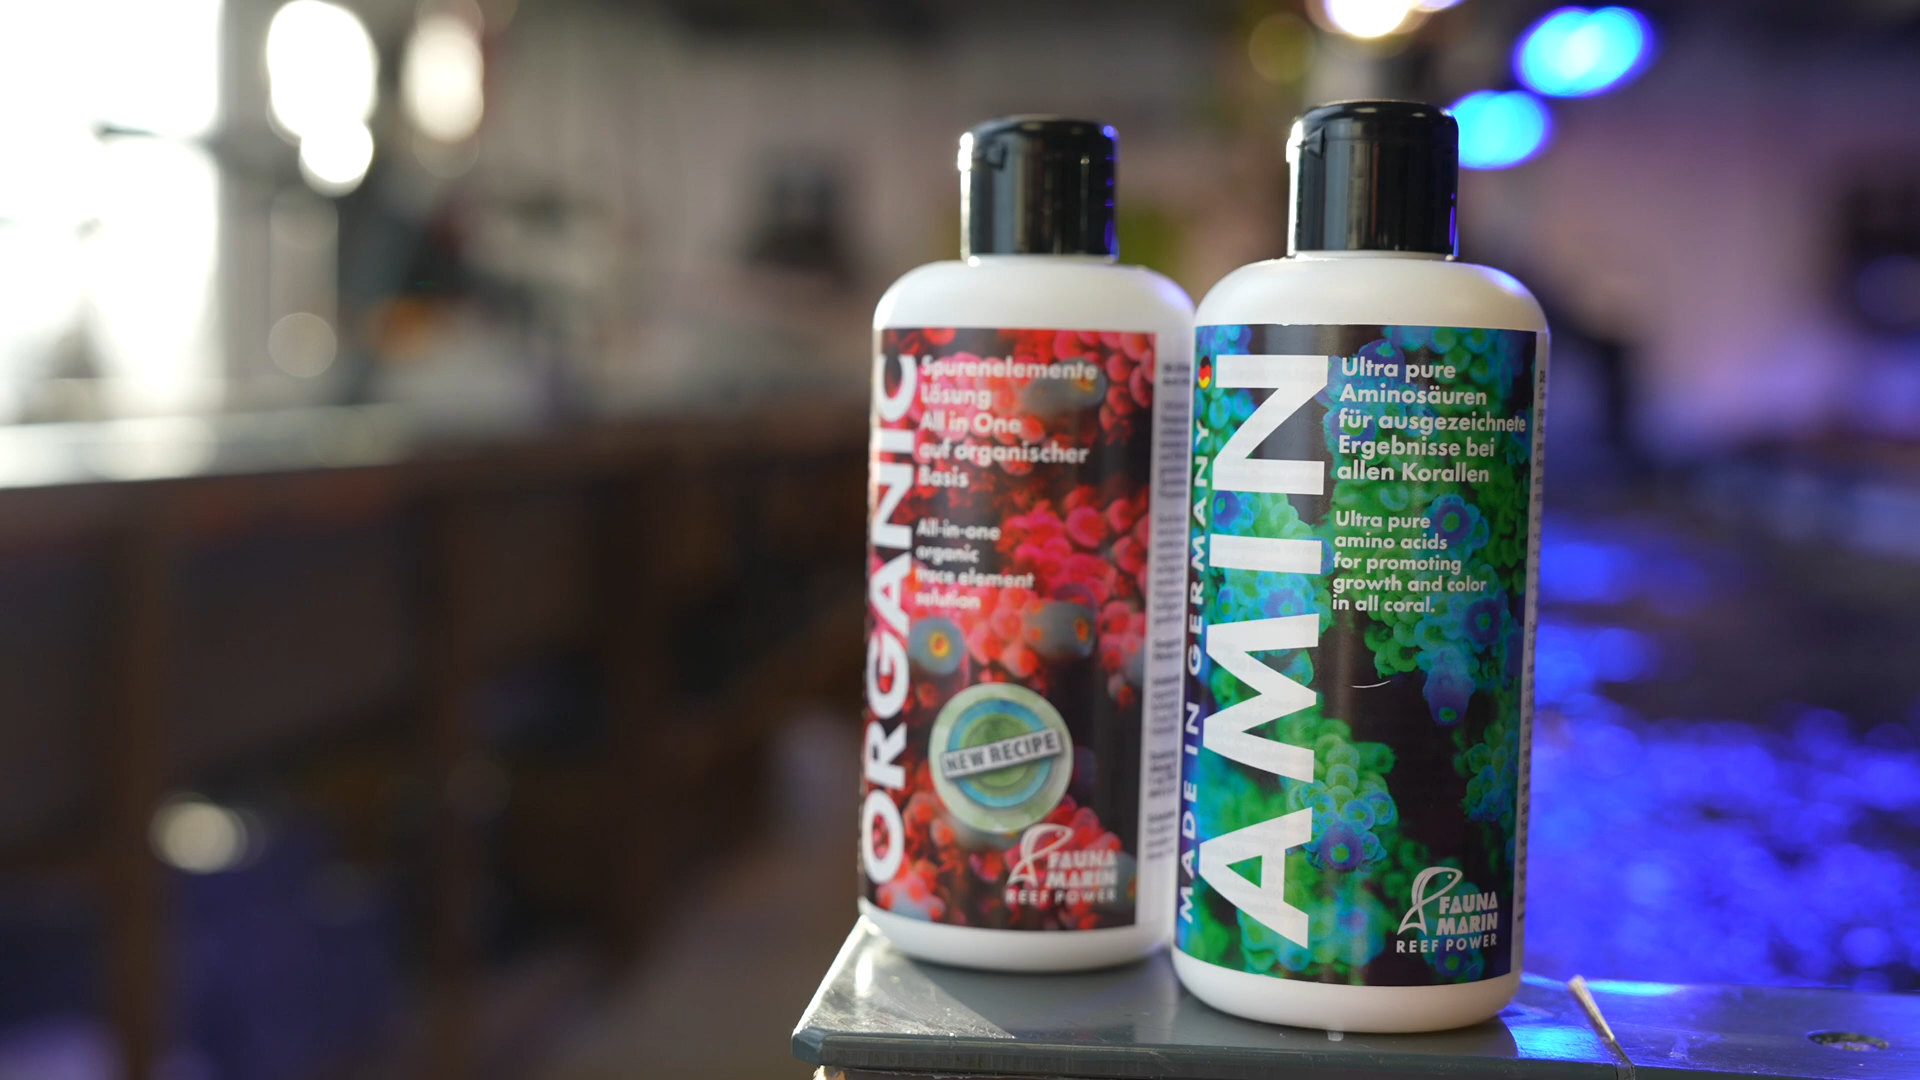 ORGANIC
Spurenelemente
Lösung
All in One
auf organischer
Basis
All-in-one
organic
trace element
solution
NEW RECIPE
FAUNA
MARIN
REEF POWER
MADE IN GERMANY
AMIN
Ultra pure
Aminosäuren
für ausgezeichnete
Ergebnisse bei
allen Korallen
Ultra pure
amino acids
for promoting
growth and color
in all coral.
FAUNA
MARIN
REEF POWER